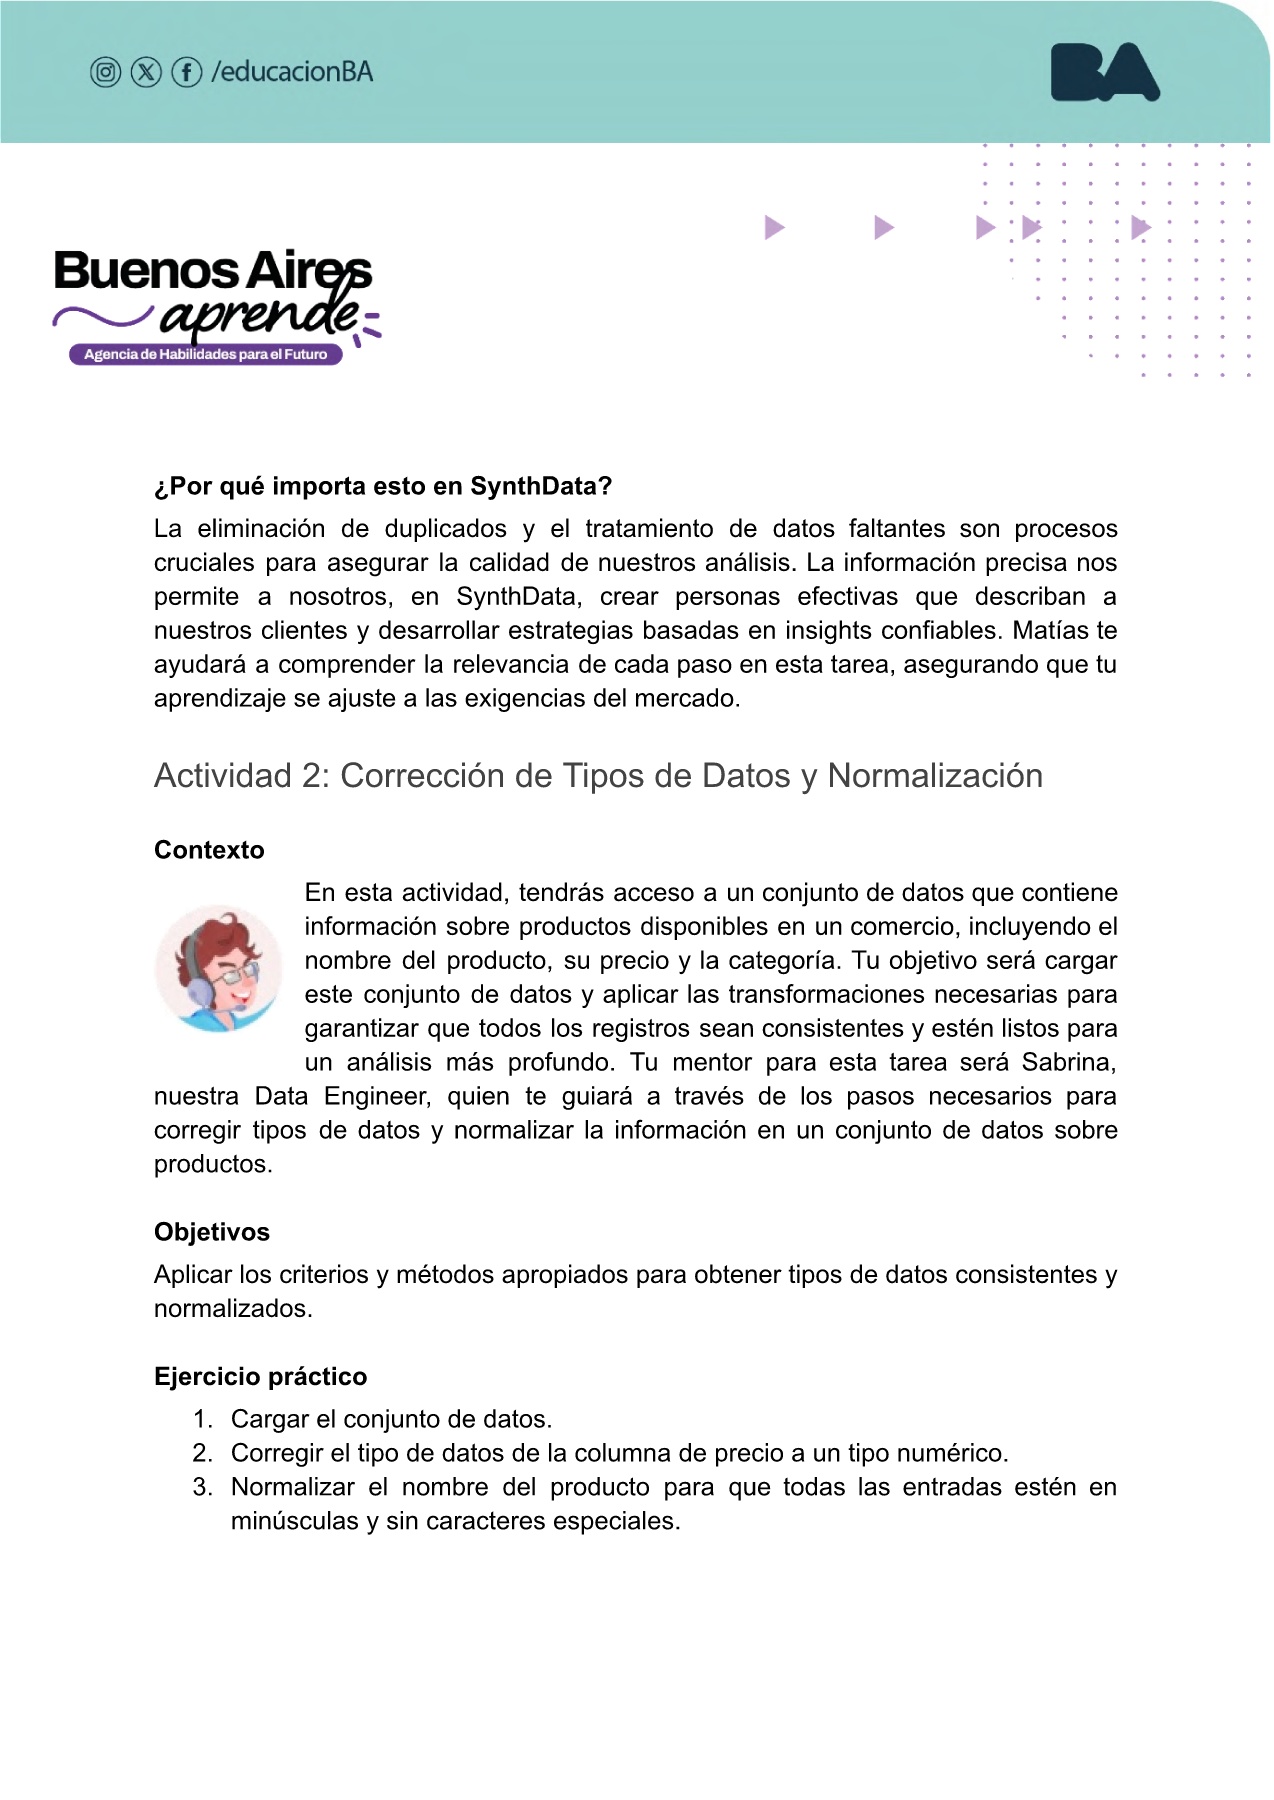 /educacionBA
BA
Buenos Aires
aprende
Agencia de Habilidades para el Futuro
¿Por qué importa esto en SynthData?
La eliminación de duplicados y el tratamiento de datos faltantes son procesos
cruciales para asegurar la calidad de nuestros análisis. La información precisa nos
permite a nosotros, en SynthData, crear personas efectivas que describan a
nuestros clientes y desarrollar estrategias basadas en insights confiables. Matías te
ayudará a comprender la relevancia de cada paso en esta tarea, asegurando que tu
aprendizaje se ajuste a las exigencias del mercado.
Actividad 2: Corrección de Tipos de Datos y Normalización
Contexto
En esta actividad, tendrás acceso a un conjunto de datos que contiene
información sobre productos disponibles en un comercio, incluyendo el
nombre del producto, su precio y la categoría. Tu objetivo será cargar
este conjunto de datos y aplicar las transformaciones necesarias para
garantizar que todos los registros sean consistentes y estén listos para
un análisis más profundo. Tu mentor para esta tarea será Sabrina,
nuestra Data Engineer, quien te guiará a través de los pasos necesarios para
corregir tipos de datos y normalizar la información en un conjunto de datos sobre
productos.
Objetivos
Aplicar los criterios y métodos apropiados para obtener tipos de datos consistentes y
normalizados.
Ejercicio práctico
1. Cargar el conjunto de datos.
2. Corregir el tipo de datos de la columna de precio a un tipo numérico.
3. Normalizar el nombre del producto para que todas las entradas estén en
minúsculas y sin caracteres especiales.